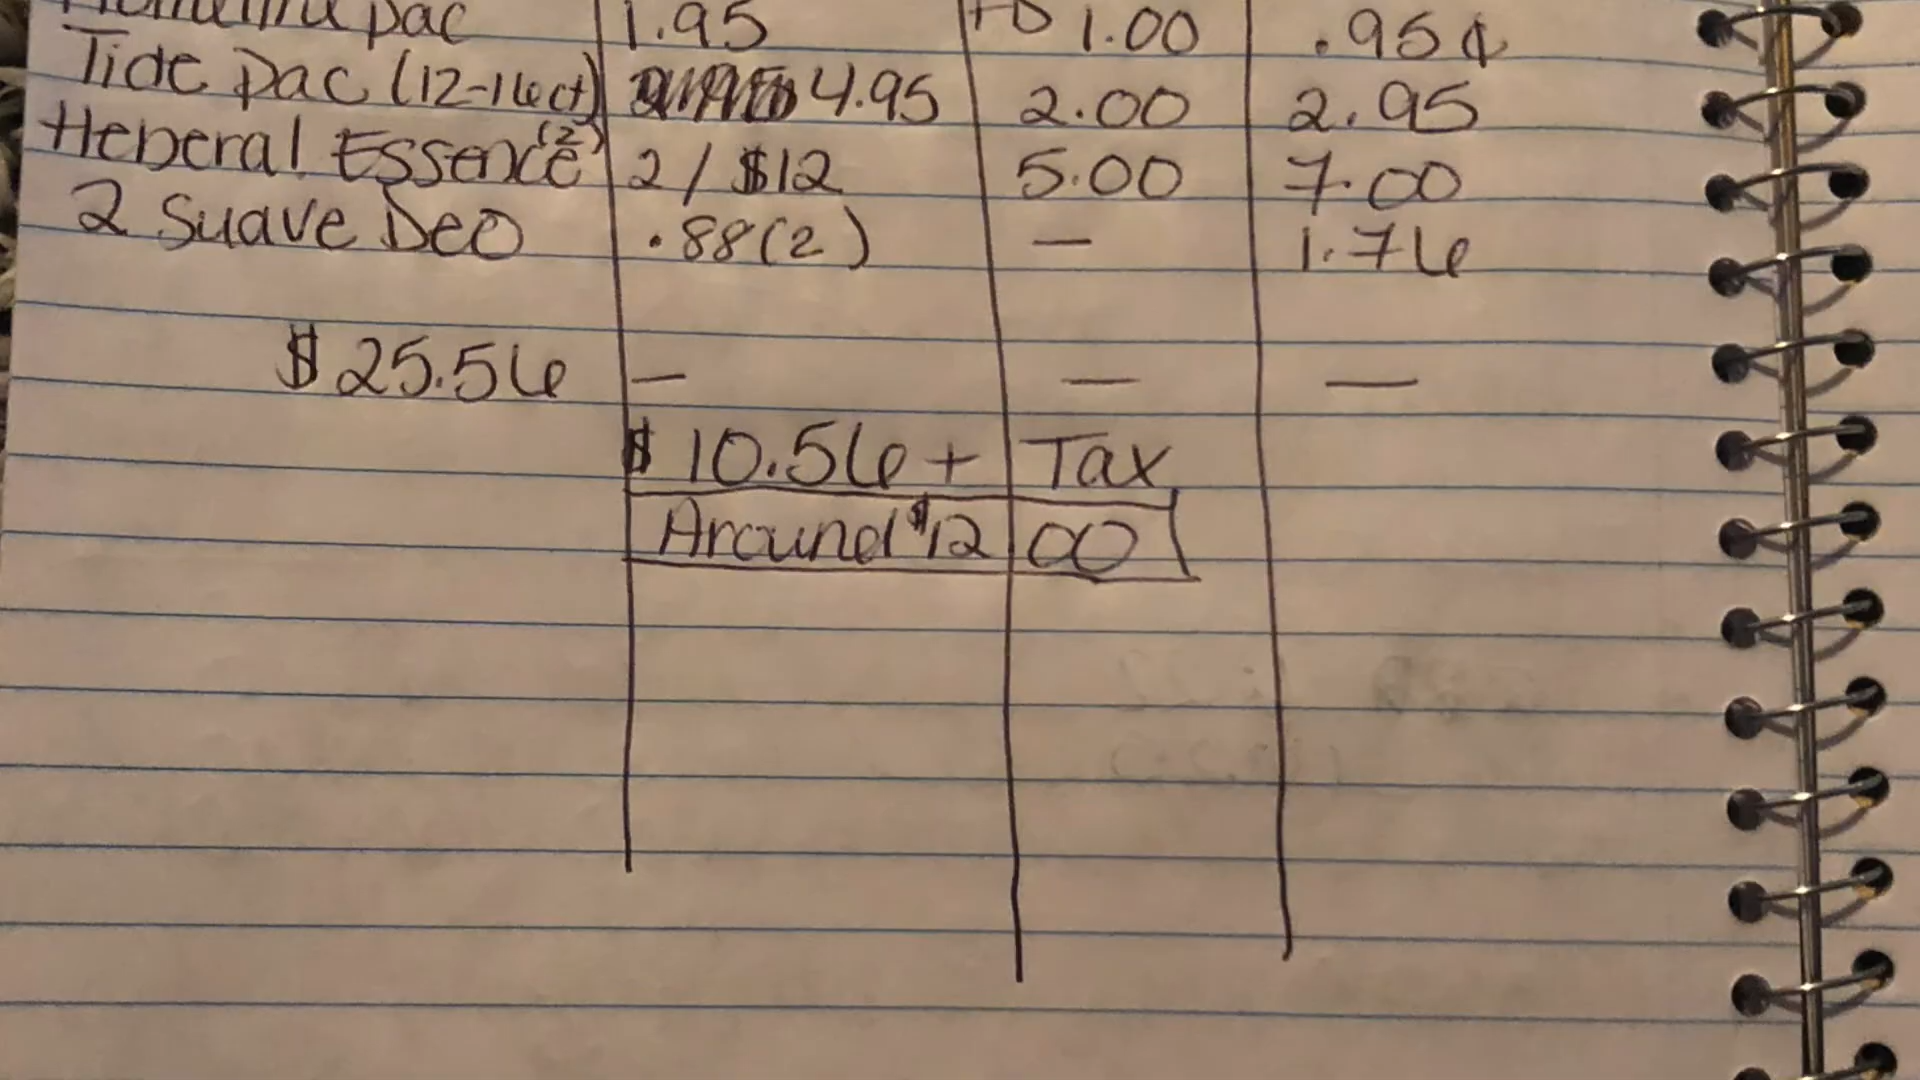 pac 1.95 1.00 .95¢
Tide Pac (12-16ct) 4.95 2.00 2.95
Heberal Essence (2) 2/$12 5.00 7.00
2 Suave Deo .88(2) — 1.76
$25.56 — — —
$10.56 + Tax
Around $12 00